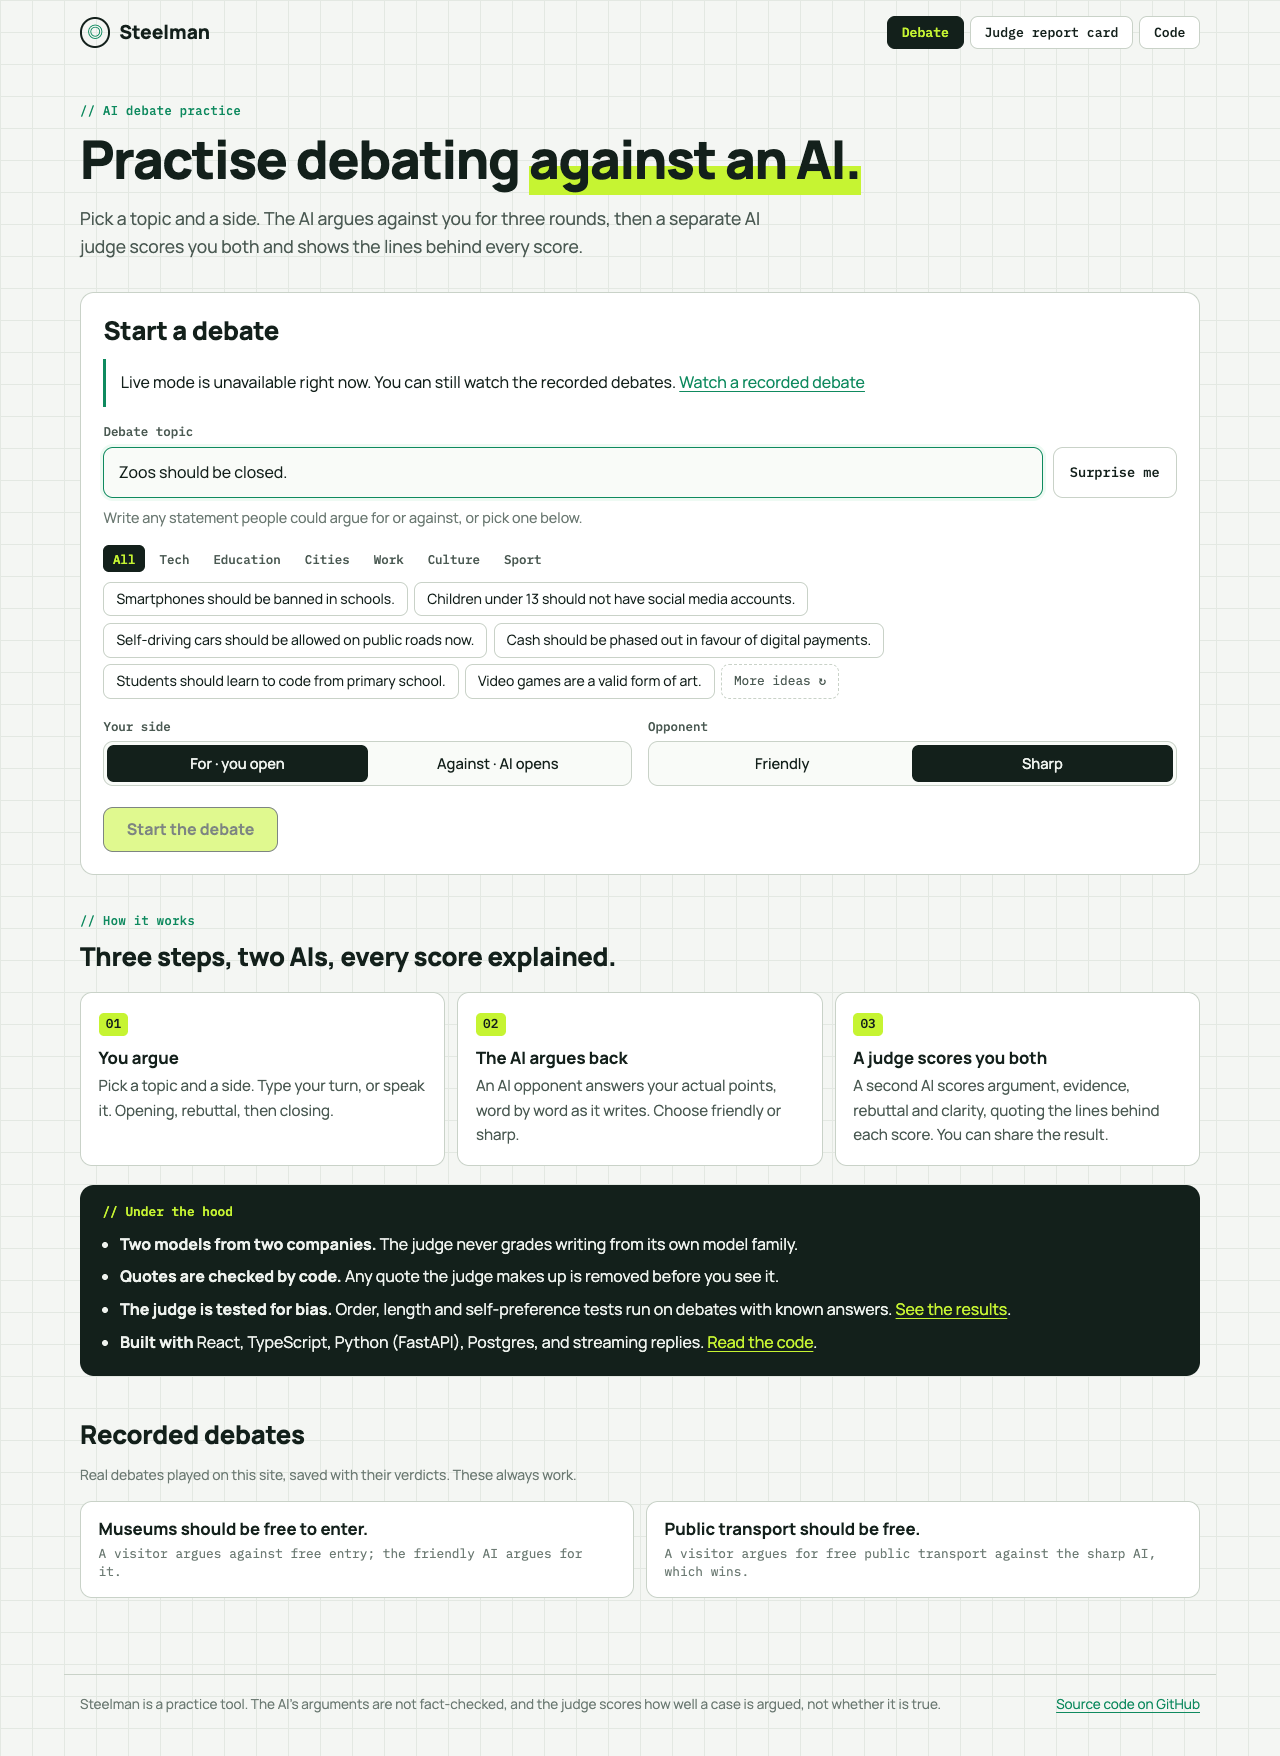 Steelman
Debate
Judge report card
Code
// AI debate practice
Practise debating against an AI.
Pick a topic and a side. The AI argues against you for three rounds, then a separate AI
judge scores you both and shows the lines behind every score.
Start a debate
Live mode is unavailable right now. You can still watch the recorded debates. Watch a recorded debate
Debate topic
Zoos should be closed.
Surprise me
Write any statement people could argue for or against, or pick one below.
All Tech Education Cities Work Culture Sport
Smartphones should be banned in schools.
Children under 13 should not have social media accounts.
Self-driving cars should be allowed on public roads now.
Cash should be phased out in favour of digital payments.
Students should learn to code from primary school.
Video games are a valid form of art.
More ideas ↻
Your side
For · you open
Against · AI opens
Opponent
Friendly
Sharp
Start the debate
// How it works
Three steps, two AIs, every score explained.
01
You argue
Pick a topic and a side. Type your turn, or speak
it. Opening, rebuttal, then closing.
02
The AI argues back
An AI opponent answers your actual points,
word by word as it writes. Choose friendly or
sharp.
03
A judge scores you both
A second AI scores argument, evidence,
rebuttal and clarity, quoting the lines behind
each score. You can share the result.
// Under the hood
• Two models from two companies. The judge never grades writing from its own model family.
• Quotes are checked by code. Any quote the judge makes up is removed before you see it.
• The judge is tested for bias. Order, length and self-preference tests run on debates with known answers. See the results.
• Built with React, TypeScript, Python (FastAPI), Postgres, and streaming replies. Read the code.
Recorded debates
Real debates played on this site, saved with their verdicts. These always work.
Museums should be free to enter.
A visitor argues against free entry; the friendly AI argues for
it.
Public transport should be free.
A visitor argues for free public transport against the sharp AI,
which wins.
Steelman is a practice tool. The AI's arguments are not fact-checked, and the judge scores how well a case is argued, not whether it is true.
Source code on GitHub